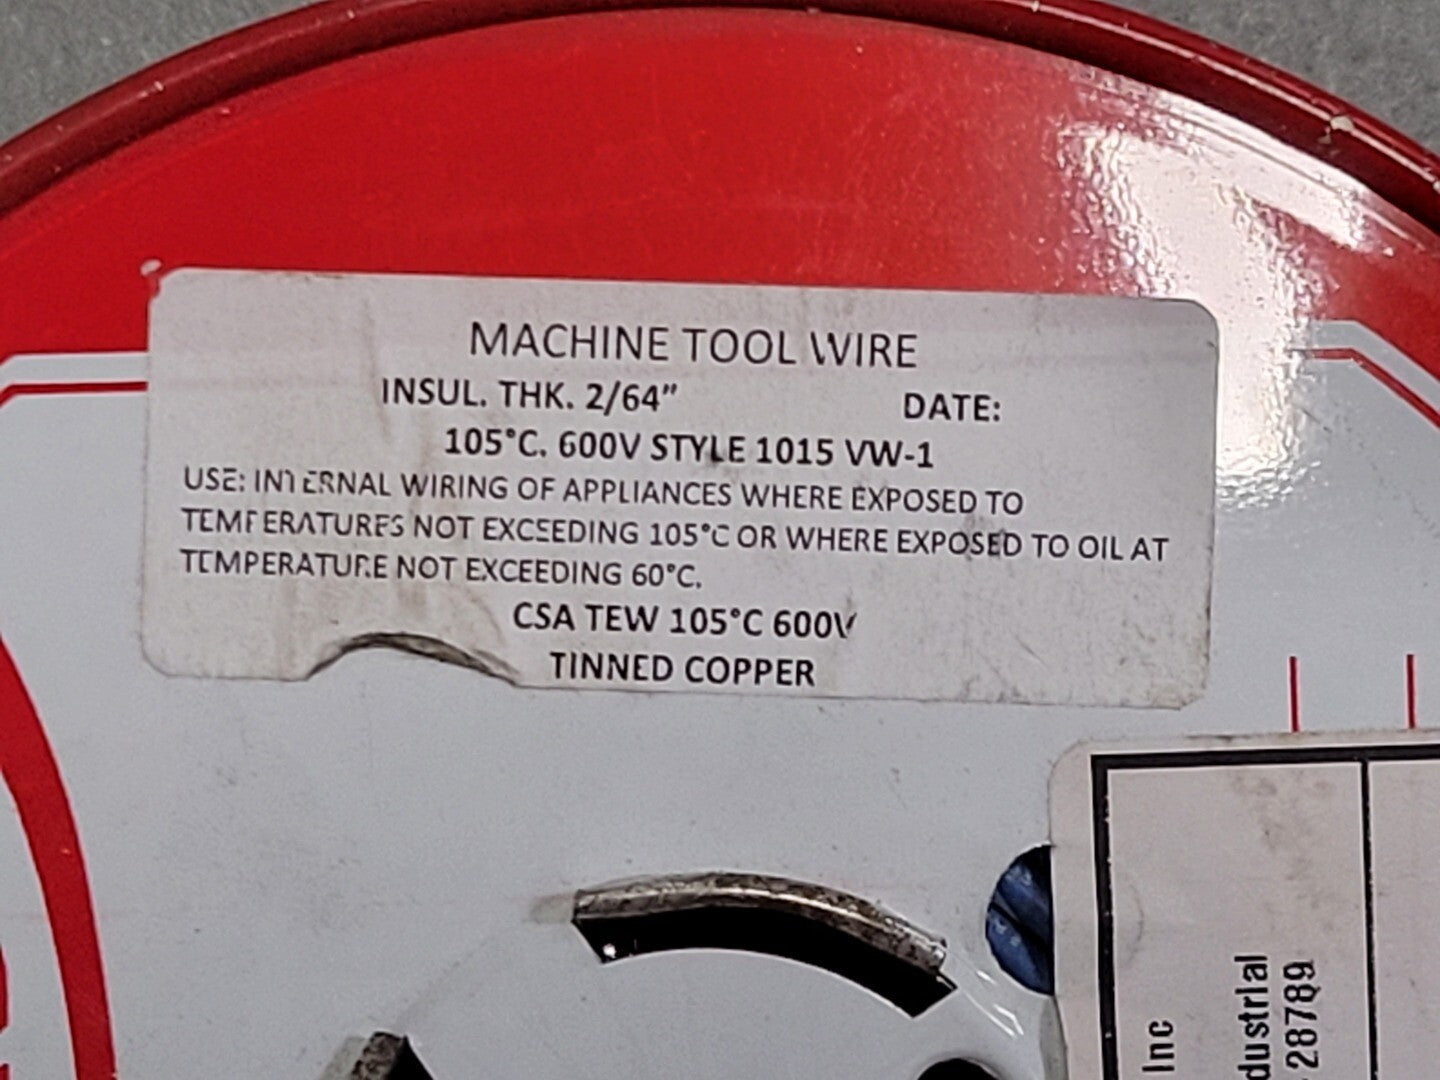 MACHINE TOOL WIRE
INSUL. THK. 2/64" DATE:
105°C. 600V STYLE 1015 VW-1
USE: INTERNAL WIRING OF APPLIANCES WHERE EXPOSED TO
TEMPERATURES NOT EXCEEDING 105°C OR WHERE EXPOSED TO OIL AT
TEMPERATURE NOT EXCEEDING 60°C.
CSA TEW 105°C 600V
TINNED COPPER
Inc
dustrial
28789